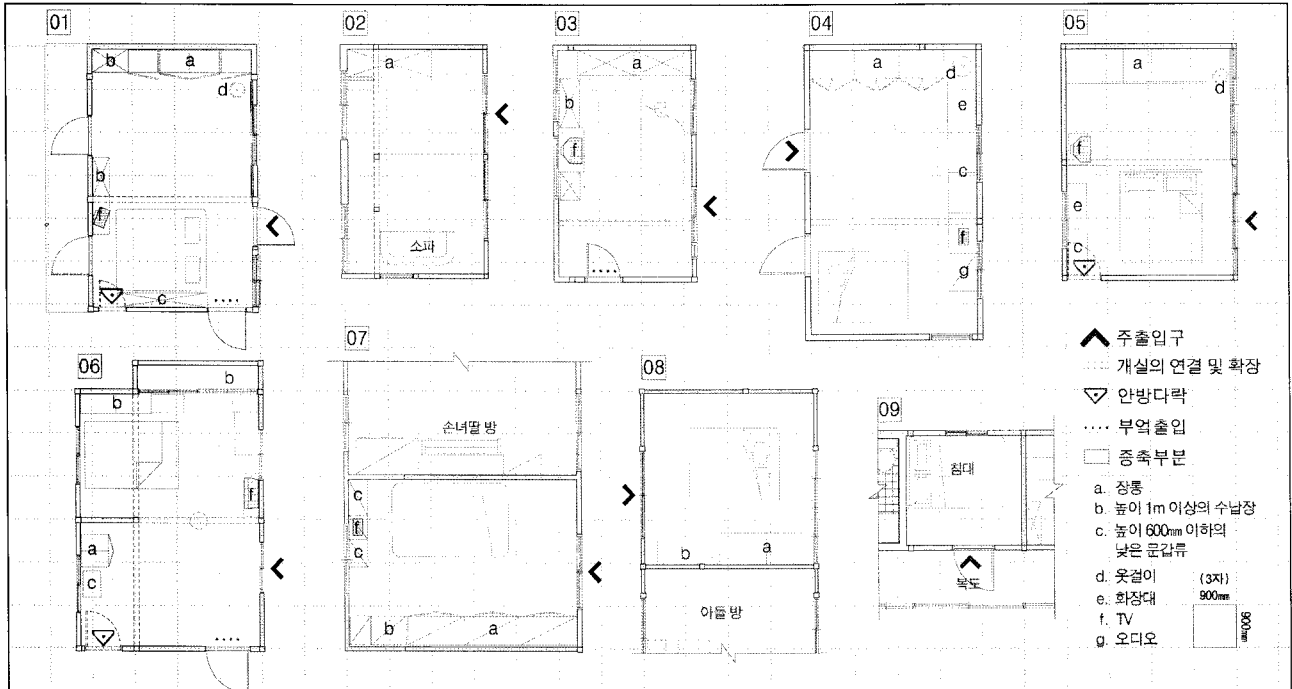 01
b
a
d
b
f
c
02
a
소파
03
a
b
f
04
a
d
e
c
f
g
05
a
d
f
e
c
06
b
b
f
a
c
07
손녀딸 방
c
f
c
b
a
08
b
a
아들 방
09
침대
복도
주출입구
개실의 연결 및 확장
안방다락
부엌출입
증축부분
a. 장롱
b. 높이 1m 이상의 수납장
c. 높이 600mm 이하의
낮은 문갑류
d. 옷걸이
e. 화장대
f. TV
g. 오디오
(3자)
900mm
900mm